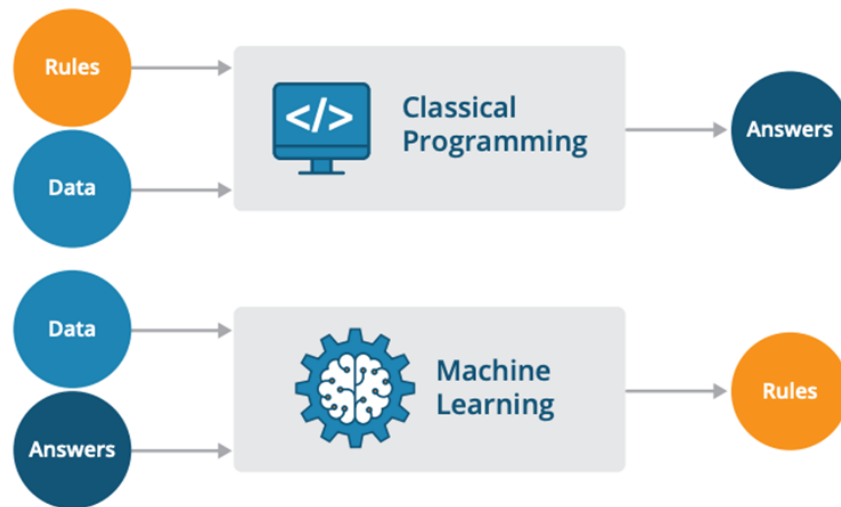 Rules
Data
</>
Classical
Programming
Answers
Data
Answers
Machine
Learning
Rules